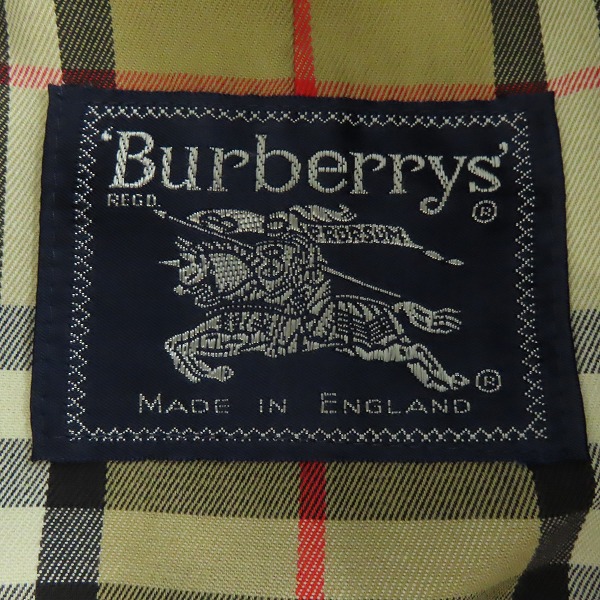 'Burberrys'
REGD.
®
PRORSUM
®
MADE IN ENGLAND